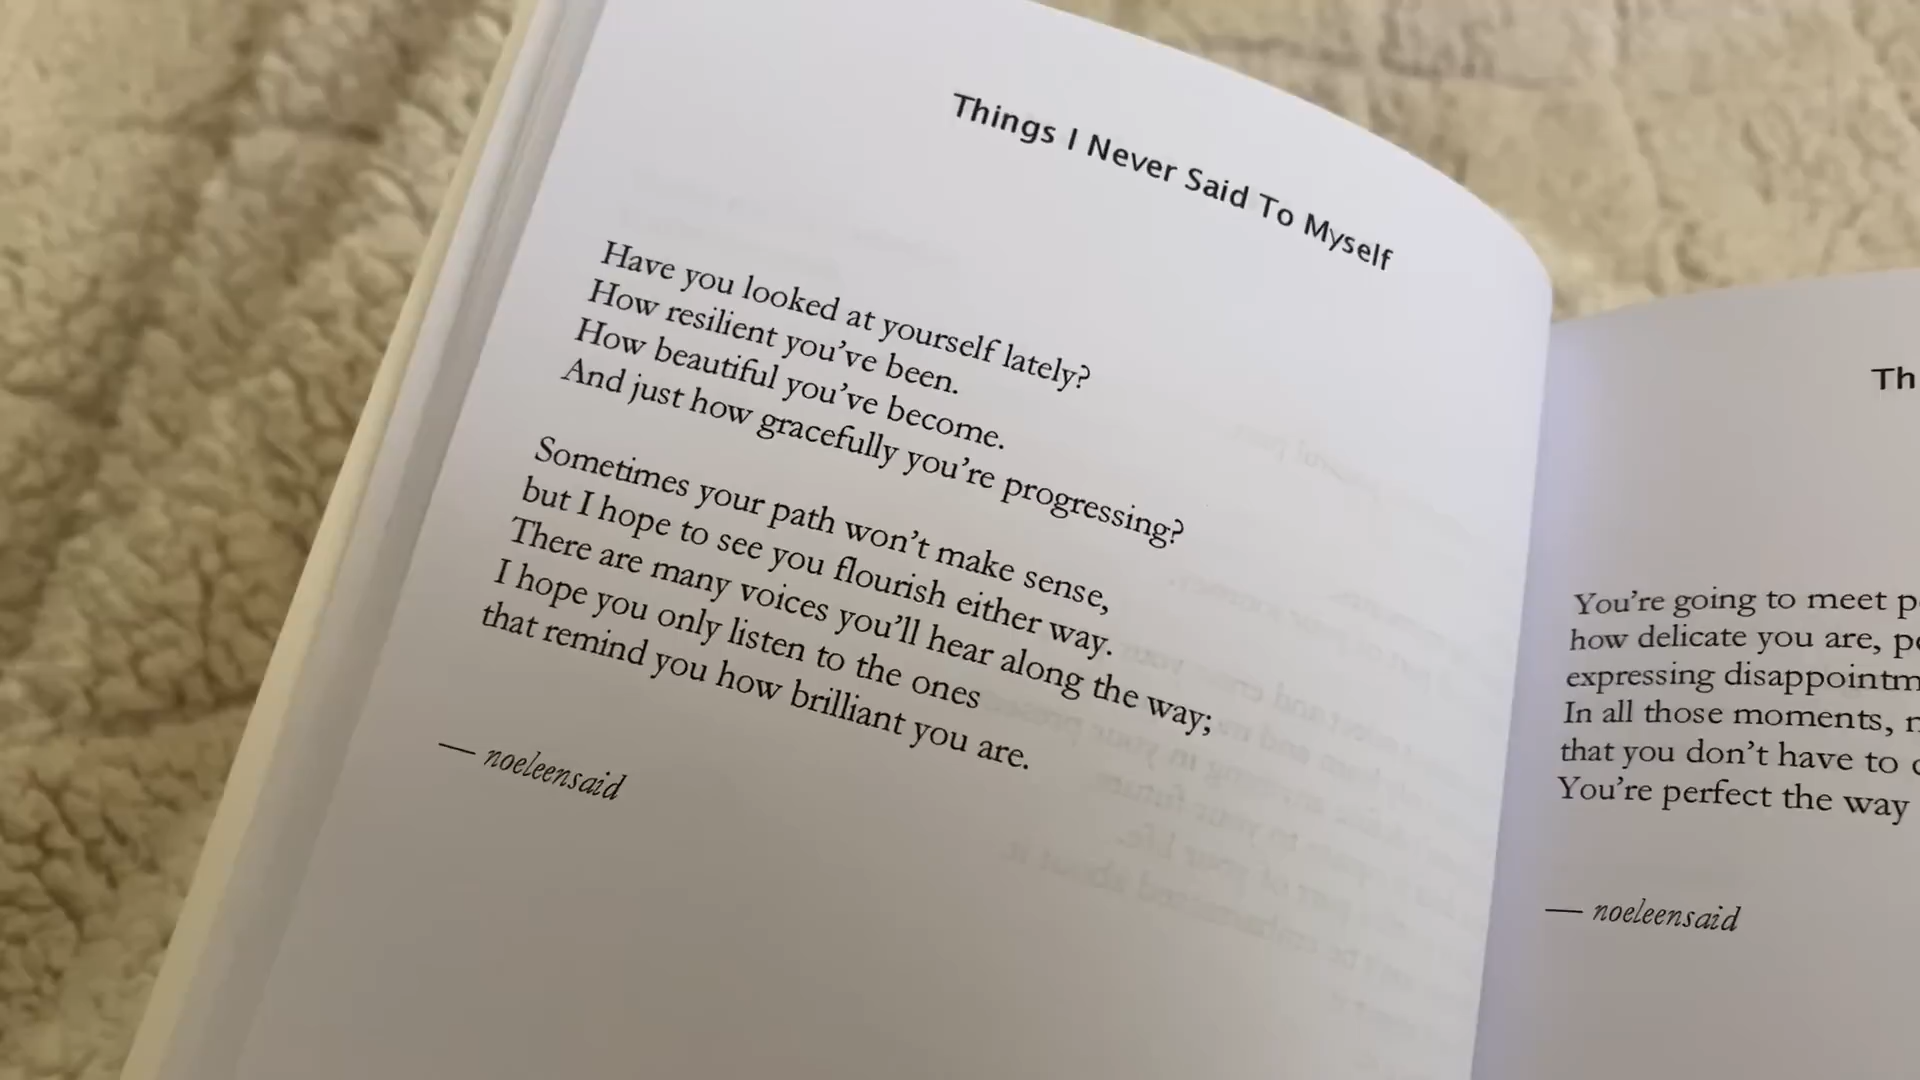 Things I Never Said To Myself
Have you looked at yourself lately?
How resilient you've been.
How beautiful you've become.
And just how gracefully you're progressing?
Sometimes your path won't make sense,
but I hope to see you flourish either way.
There are many voices you'll hear along the way;
I hope you only listen to the ones
that remind you how brilliant you are.
— noeleensaid
Th
You're going to meet p
how delicate you are, p
expressing disappointm
In all those moments,
that you don't have to
You're perfect the way
— noeleensaid